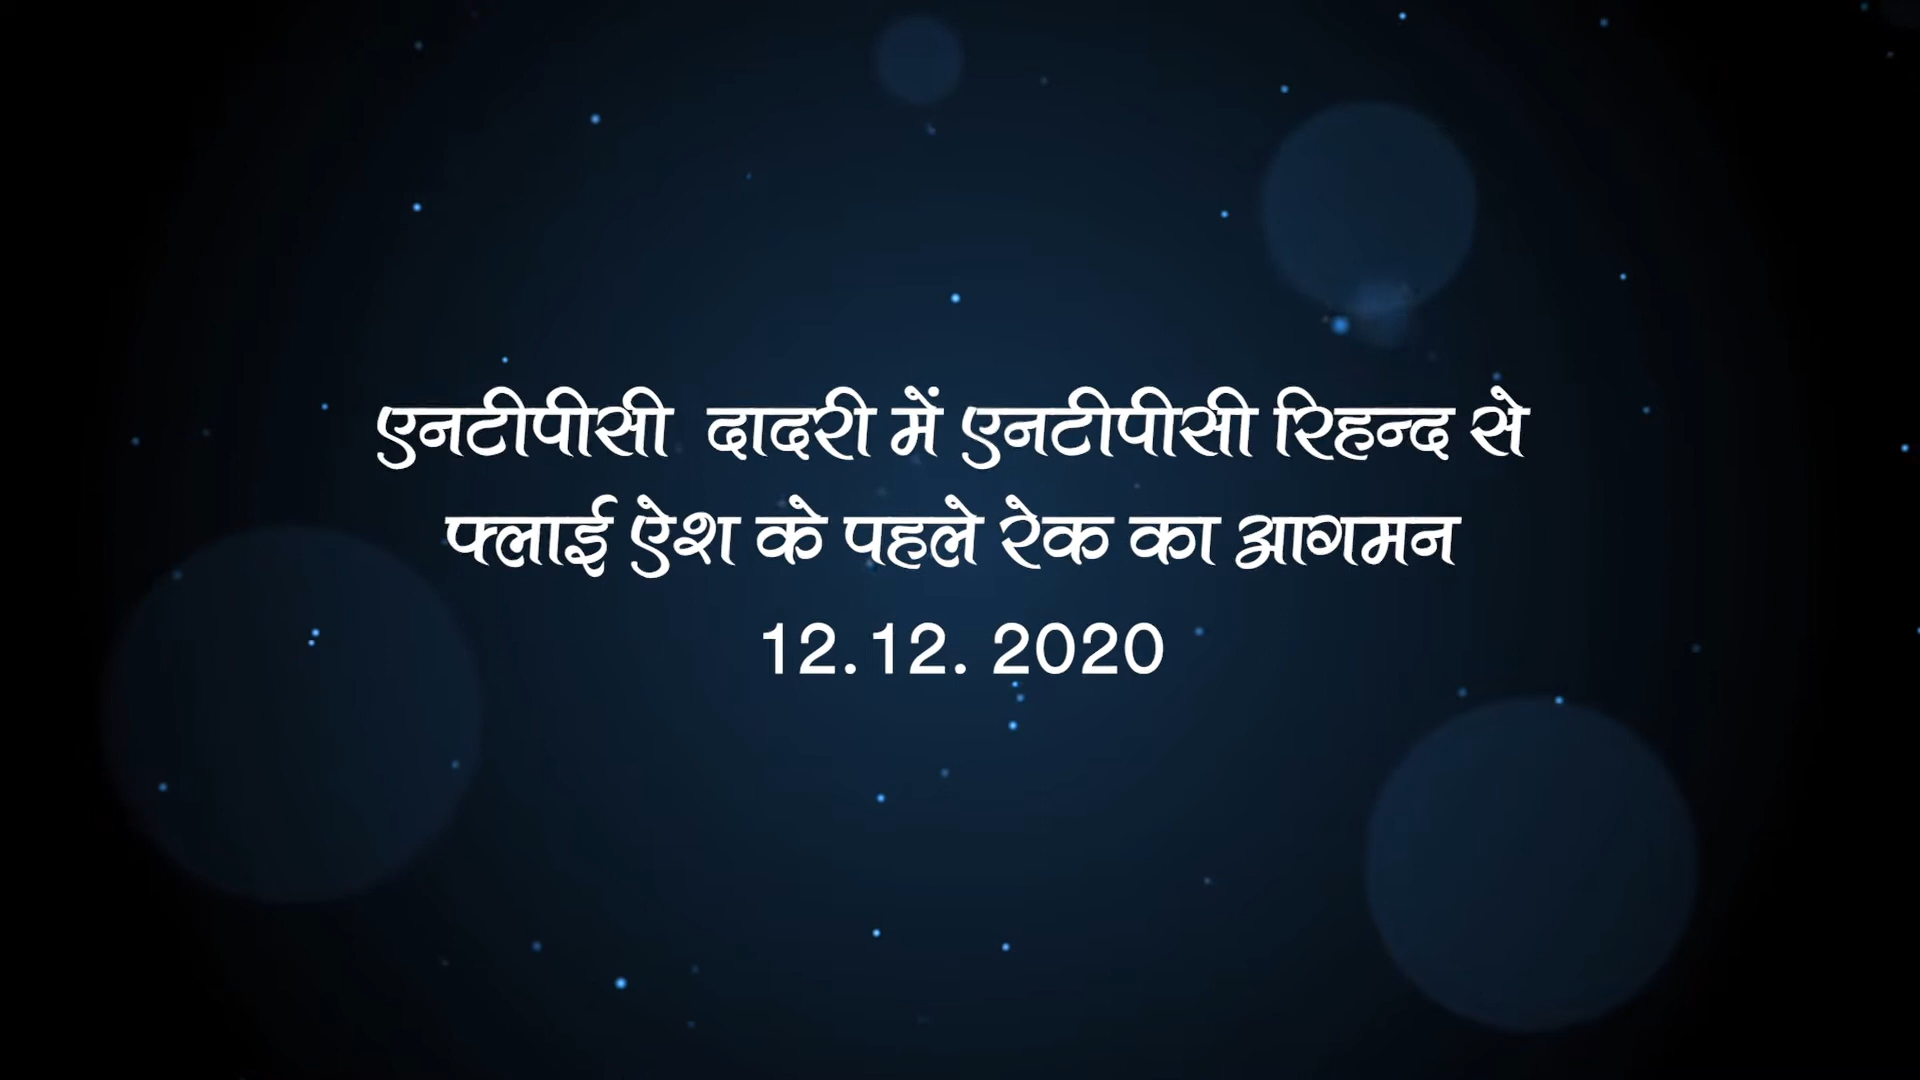 एनटीपीसी दादरी में एनटीपीसी रिहन्द से
फ्लाई ऐश के पहले रेक का आगमन
12.12. 2020